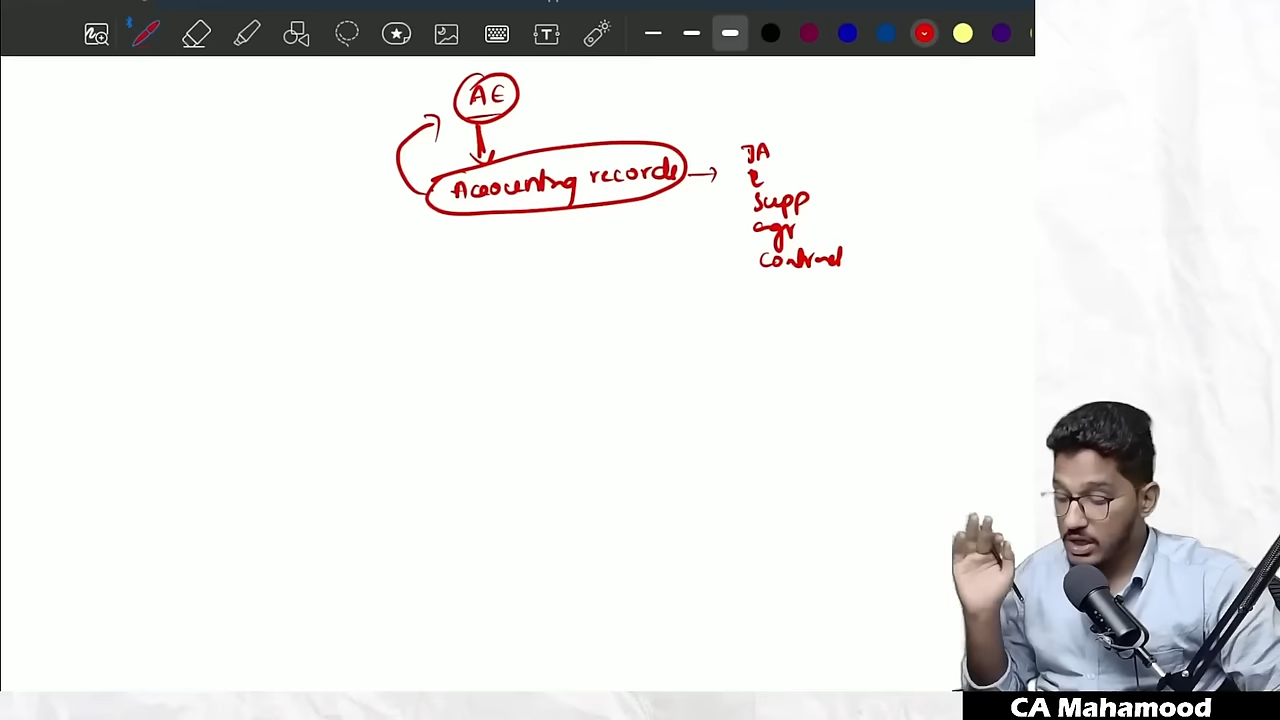 AE
Accounting records
JA
supp
agr
contract
CA Mahamood